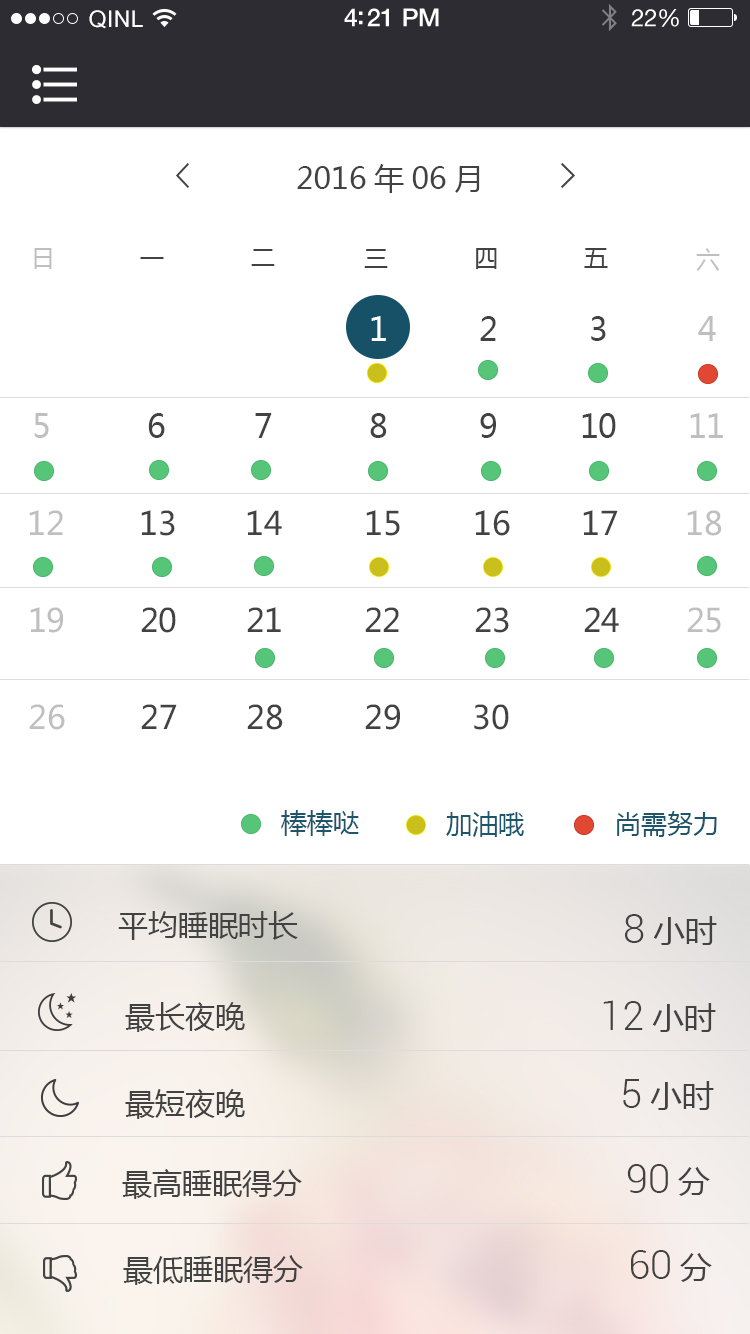 QINL 4:21 PM 22%
2016 年 06 月
日 一 二 三 四 五 六
1 2 3 4
5 6 7 8 9 10 11
12 13 14 15 16 17 18
19 20 21 22 23 24 25
26 27 28 29 30
棒棒哒 加油哦 尚需努力
平均睡眠时长 8 小时
最长夜晚 12 小时
最短夜晚 5 小时
最高睡眠得分 90 分
最低睡眠得分 60 分